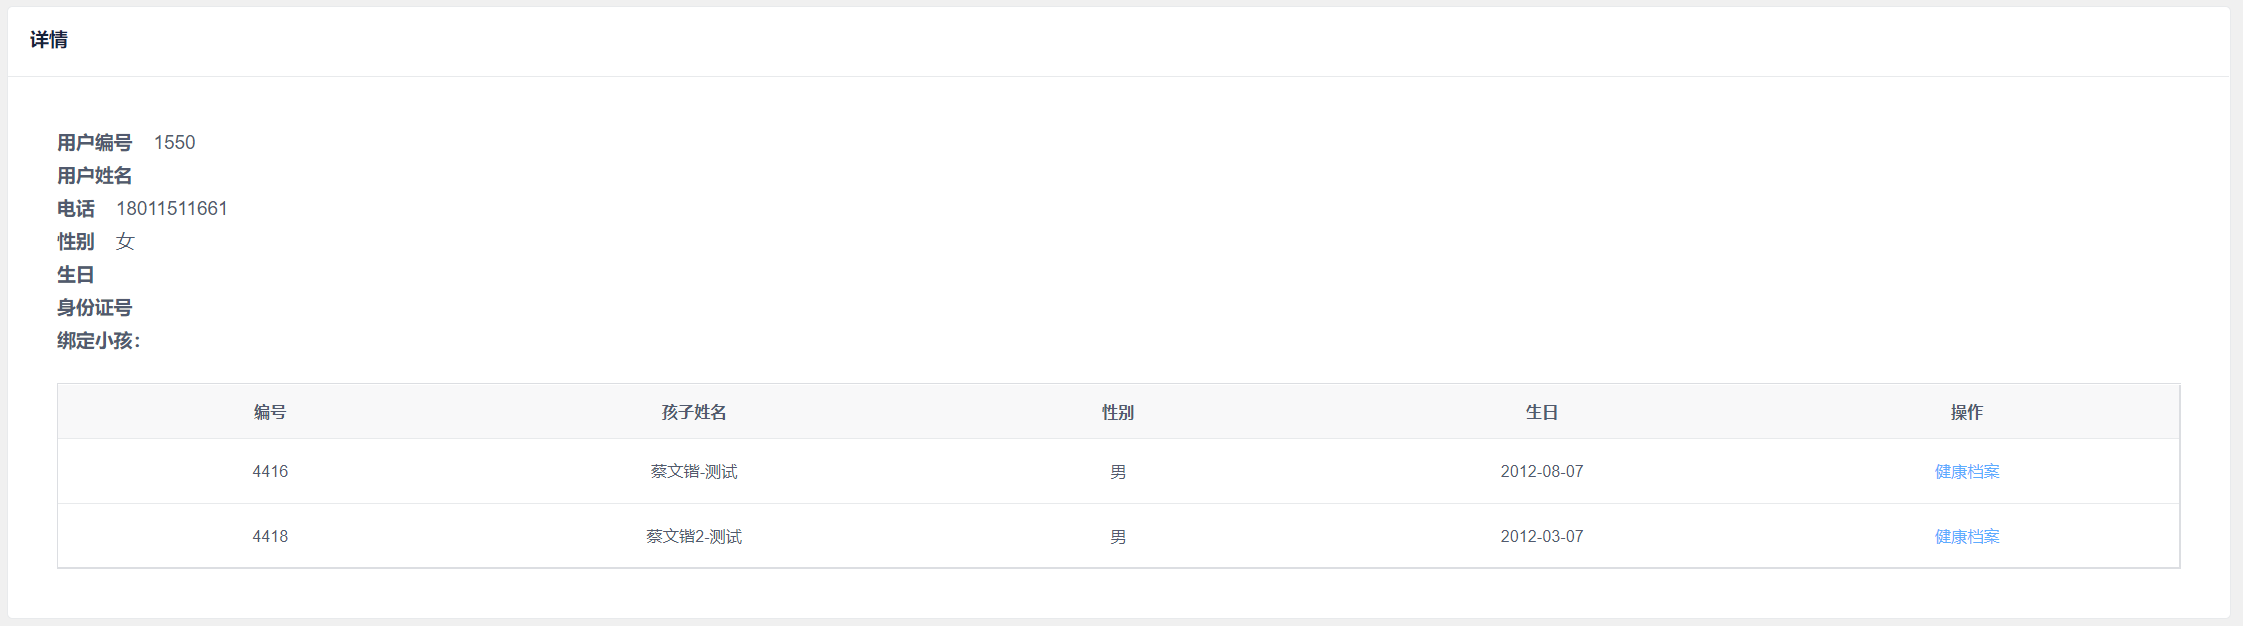 详情
用户编号 1550
用户姓名
电话 18011511661
性别 女
生日
身份证号
绑定小孩：
编号 孩子姓名 性别 生日 操作
4416 蔡文锴-测试 男 2012-08-07 健康档案
4418 蔡文锴2-测试 男 2012-03-07 健康档案